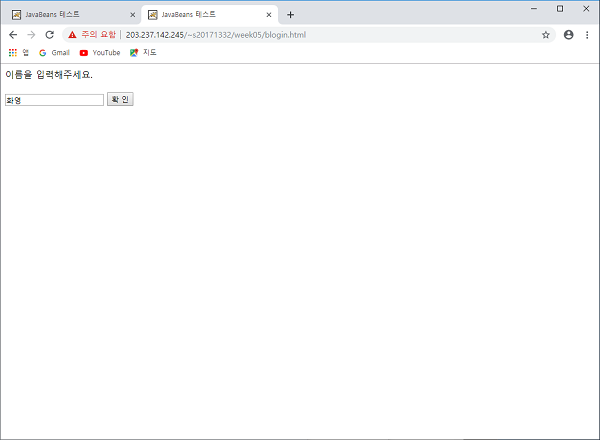 JavaBeans 테스트
JavaBeans 테스트
주의 요함 203.237.142.245/~s20171332/week05/blogin.html
앱 Gmail YouTube 지도
이름을 입력해주세요.
화영 확 인